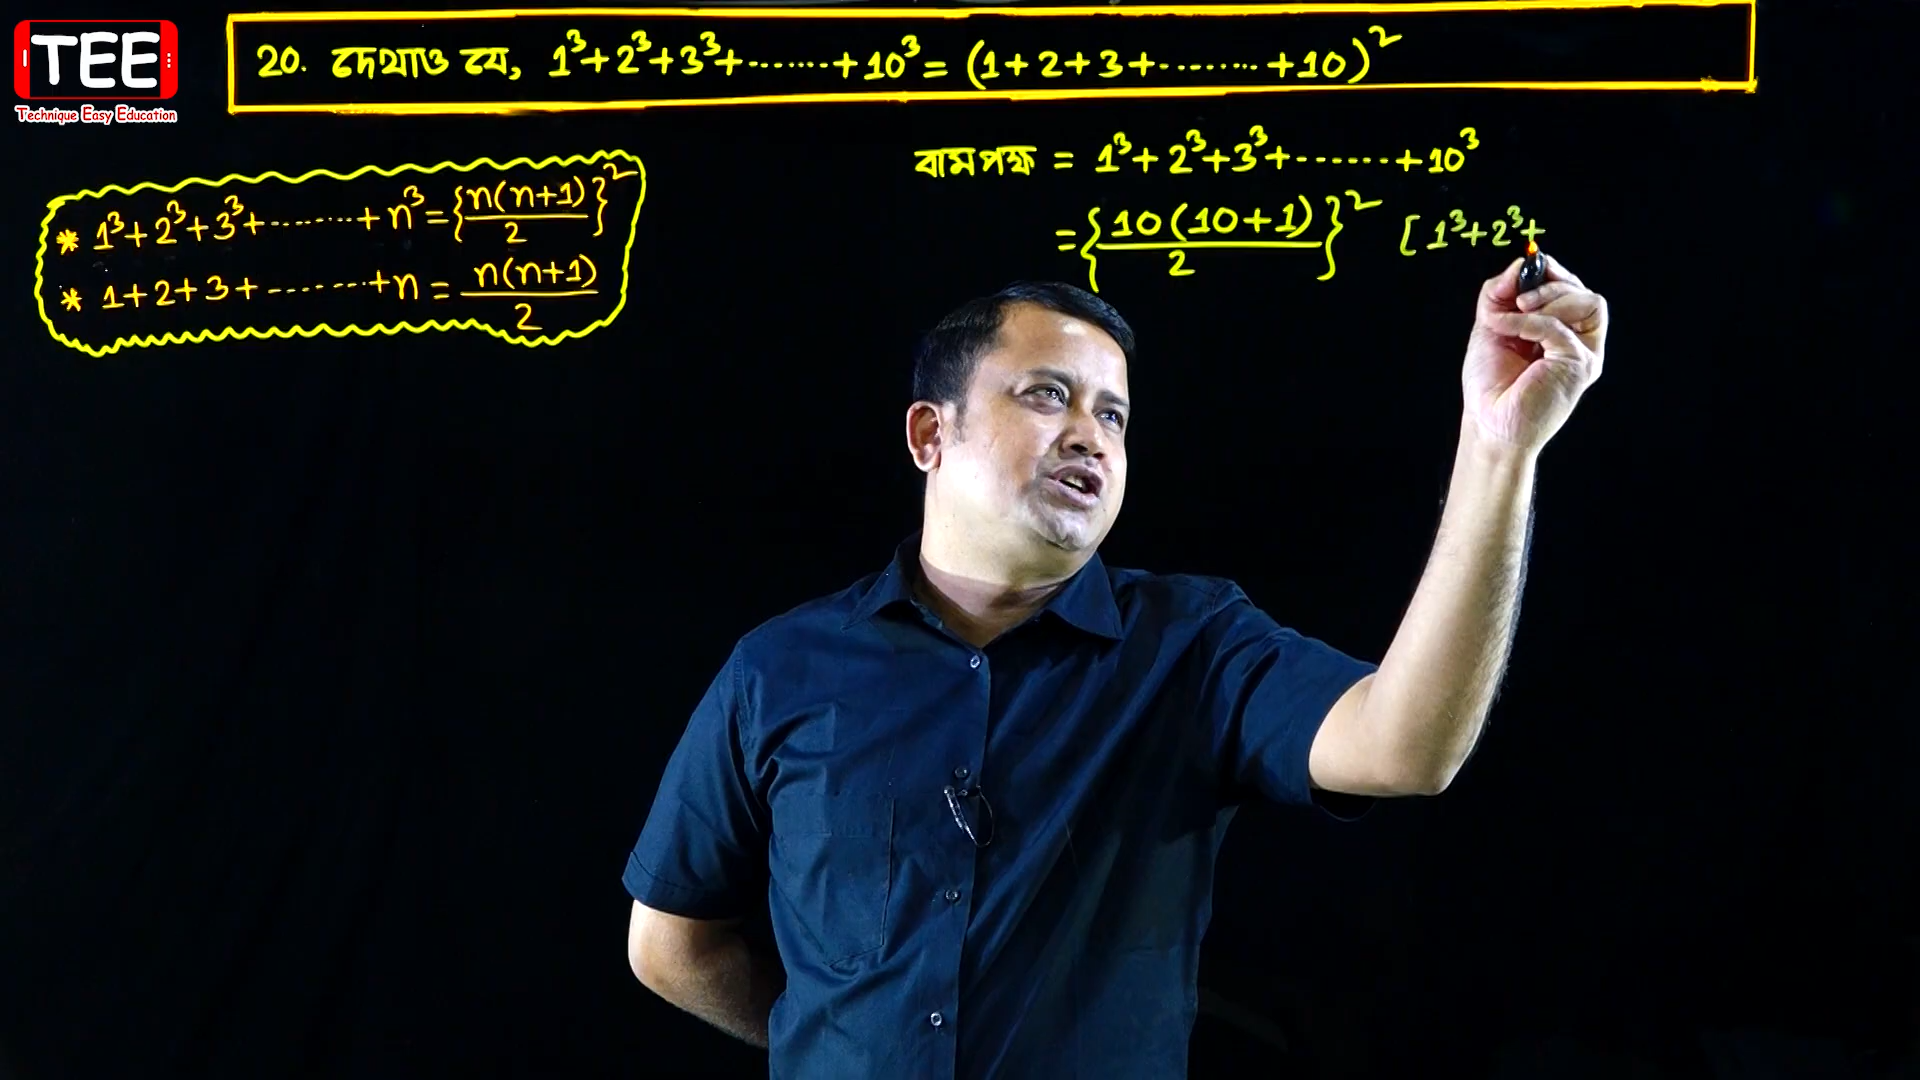 TEE
Technique Easy Education
20. দেখাও যে, 1³+2³+3³+.......+10³= (1+2+3+........+10)²
* 1³+2³+3³+.......+n³={n(n+1)/2}²
* 1+2+3+........+n = n(n+1)/2
বামপক্ষ = 1³+2³+3³+.......+10³
={10(10+1)/2}² [1³+2³+